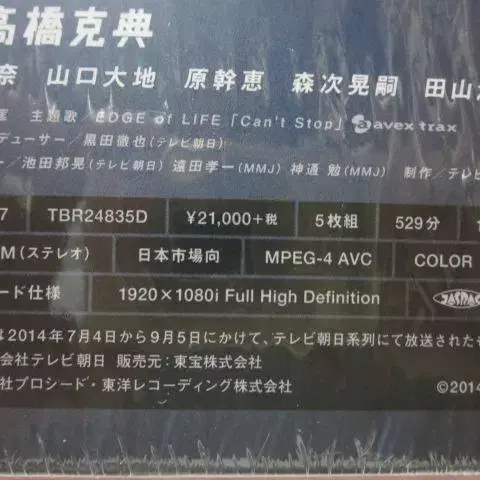 高橋克典
奈 山口大地 原幹恵 森次晃嗣 田山
主題歌 EDGE of LIFE「Can't Stop」 avex trax
デューサー/黒田徹也(テレビ朝日)
ー/池田邦晃(テレビ朝日) 遠田孝一(MMJ) 神通 勉(MMJ) 制作/テレビ
7 TBR24835D ¥21,000+税 5枚組 529分 1
M(ステレオ) 日本市場向 MPEG-4 AVC COLOR
ード仕様 1920×1080i Full High Definition JASRAC
は2014年7月4日から9月5日にかけて、テレビ朝日系列にて放送された
会社テレビ朝日 販売元:東宝株式会社
社ブロシード・東洋レコーディング株式会社 ©2014